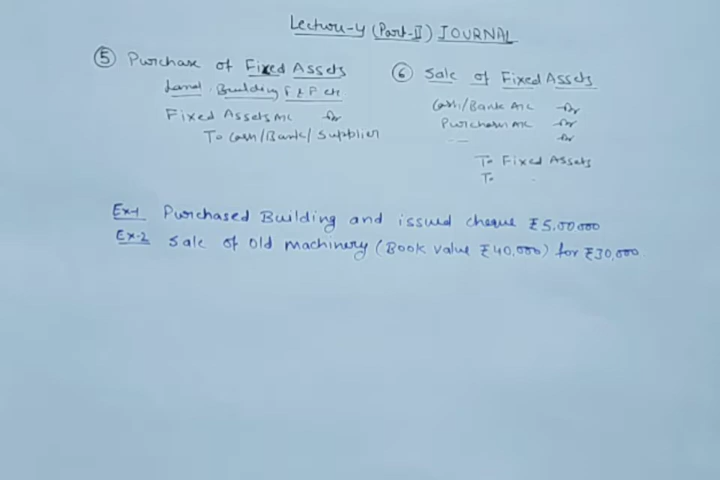 Lecture-4 (Part-II) JOURNAL
⑤ Purchase of Fixed Assets
Land, Building F & F etc
Fixed Assets A/c Dr
To Cash/Bank/Supplier
⑥ Sale of Fixed Assets
Cash/Bank A/c Dr
Purchaser A/c Dr
-- Dr
To Fixed Assets
To
Ex-1 Purchased Building and issued cheque ₹5,00,000
Ex-2 Sale of Old machinery (Book value ₹40,000) for ₹30,000